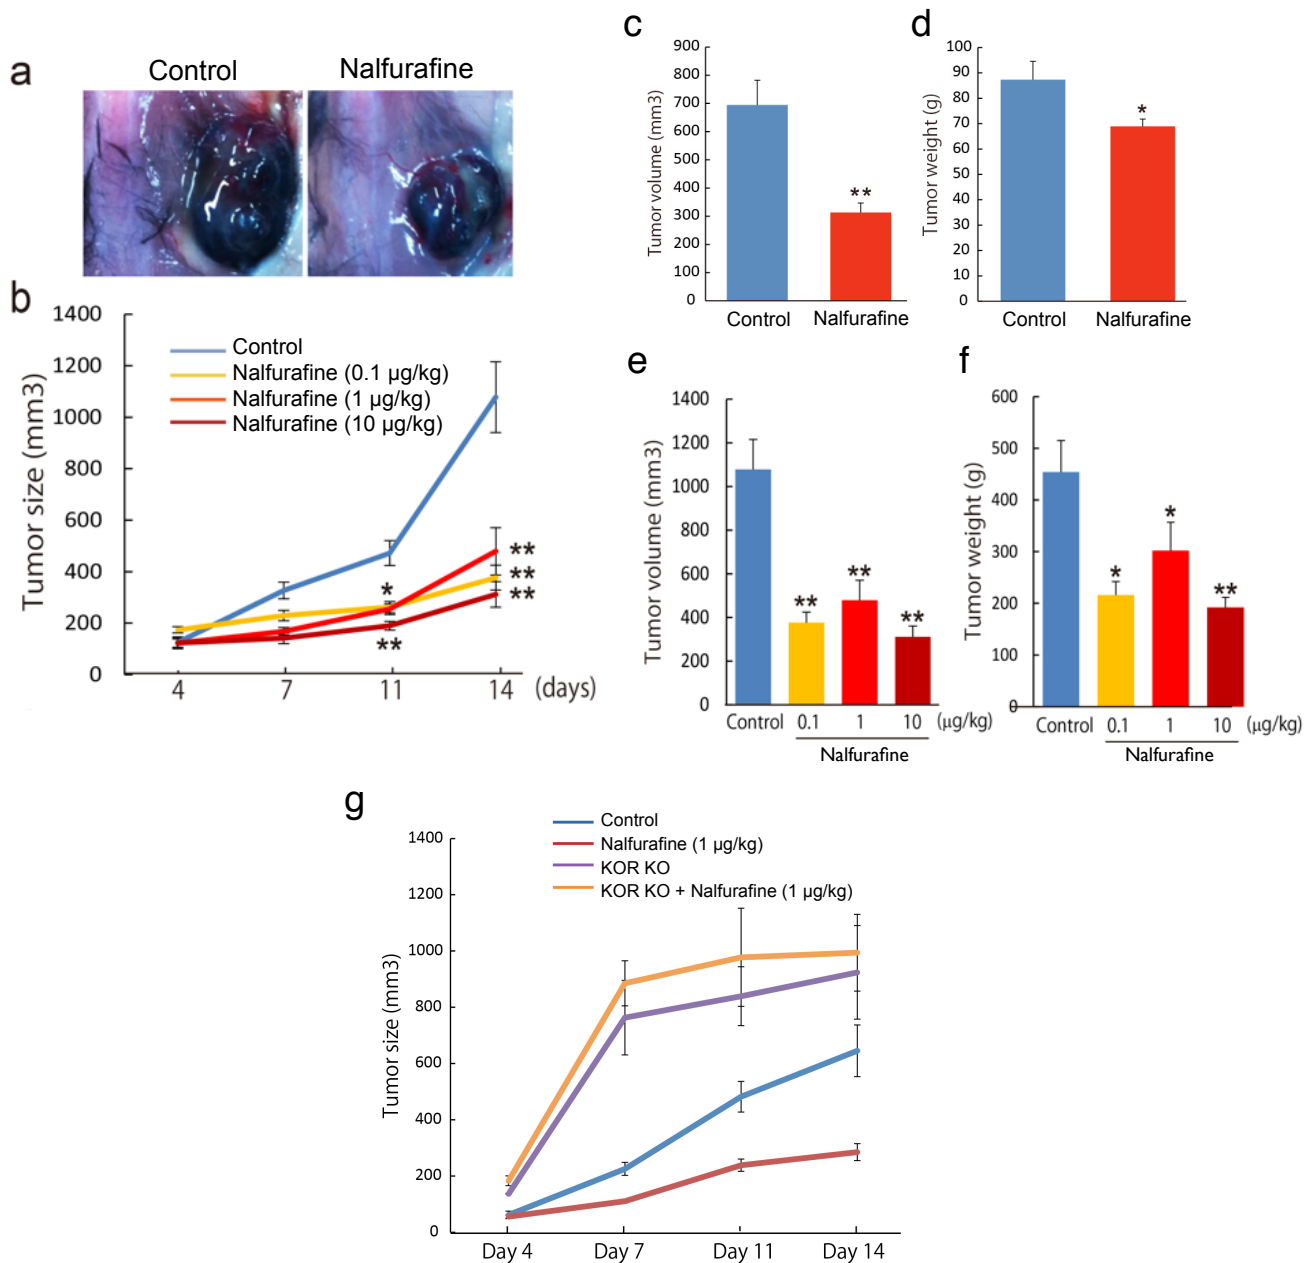 a
Control
Nalfurafine
b
1400
1200
1000
800
600
400
200
0
Tumor size (mm3)
Control
Nalfurafine (0.1 µg/kg)
Nalfurafine (1 µg/kg)
Nalfurafine (10 µg/kg)
*
**
**
**
**
4 7 11 14 (days)
c
900
800
700
600
500
400
300
200
100
0
Tumor volume (mm3)
**
Control Nalfurafine
d
100
90
80
70
60
50
40
30
20
10
0
Tumor weight (g)
*
Control Nalfurafine
e
1400
1200
1000
800
600
400
200
0
Tumor volume (mm3)
** ** **
Control 0.1 1 10 (µg/kg)
Nalfurafine
f
600
500
400
300
200
100
0
Tumor weight (g)
* * **
Control 0.1 1 10 (µg/kg)
Nalfurafine
g
1400
1200
1000
800
600
400
200
0
Tumor size (mm3)
Control
Nalfurafine (1 µg/kg)
KOR KO
KOR KO + Nalfurafine (1 µg/kg)
Day 4 Day 7 Day 11 Day 14